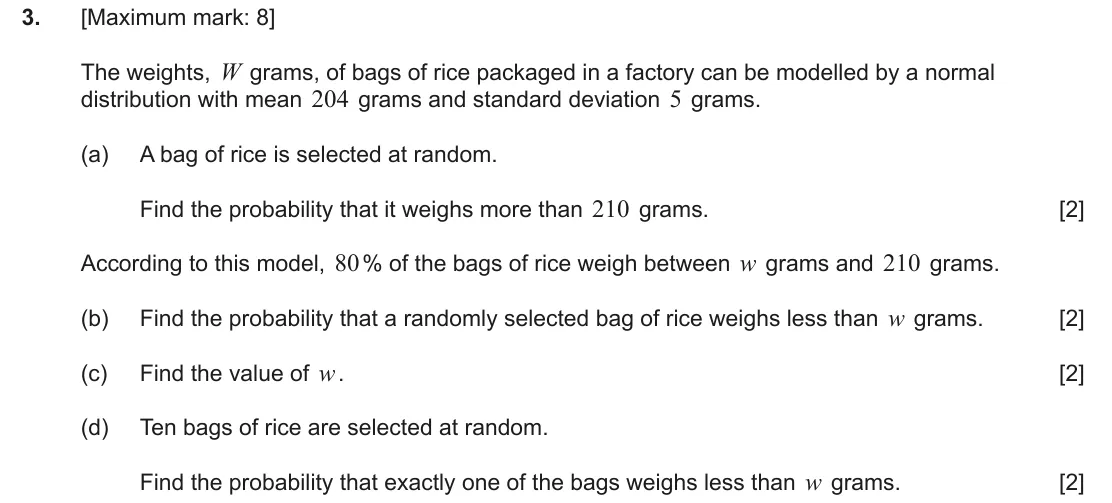 3. [Maximum mark: 8]
The weights, W grams, of bags of rice packaged in a factory can be modelled by a normal
distribution with mean 204 grams and standard deviation 5 grams.
(a) A bag of rice is selected at random.
Find the probability that it weighs more than 210 grams. [2]
According to this model, 80% of the bags of rice weigh between w grams and 210 grams.
(b) Find the probability that a randomly selected bag of rice weighs less than w grams. [2]
(c) Find the value of w. [2]
(d) Ten bags of rice are selected at random.
Find the probability that exactly one of the bags weighs less than w grams. [2]